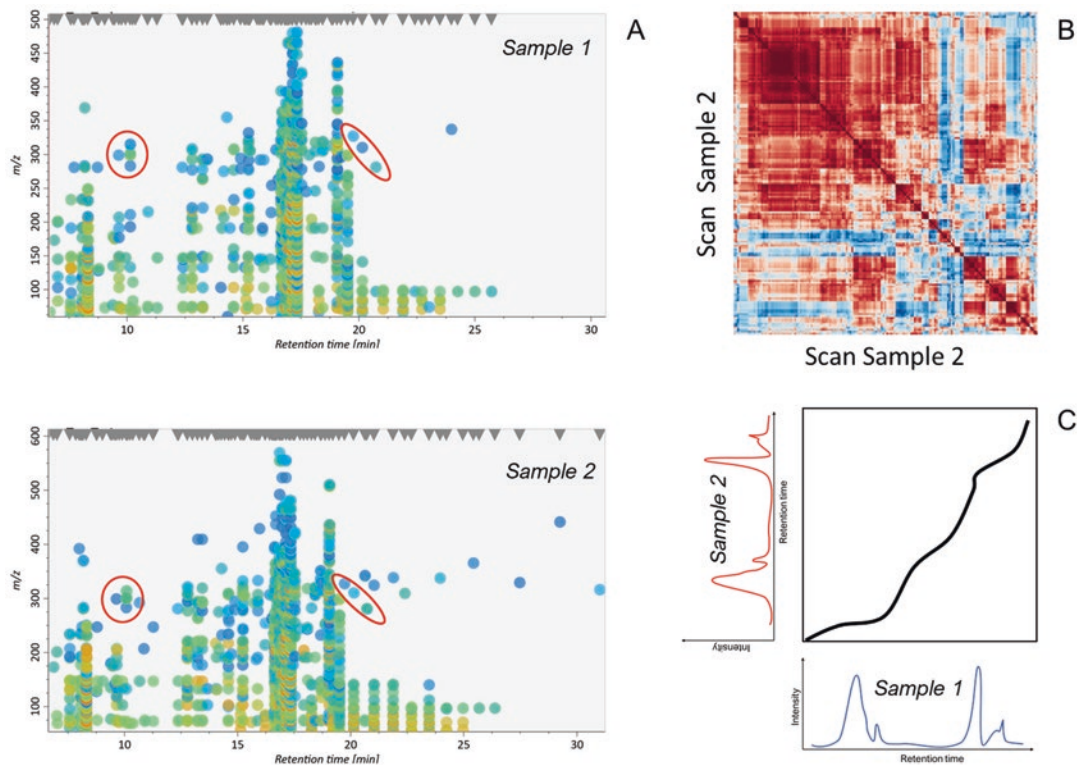 500
450
400
350
300
250
200
150
100
m/z
Sample 1
10
15
20
25
30
Retention time [min]
A
B
Scan Sample 2
Scan Sample 2
600
500
400
300
200
100
m/z
Sample 2
10
15
20
25
30
Retention time [min]
C
Sample 2
Retention time
Intensity
Sample 1
Intensity
Retention time